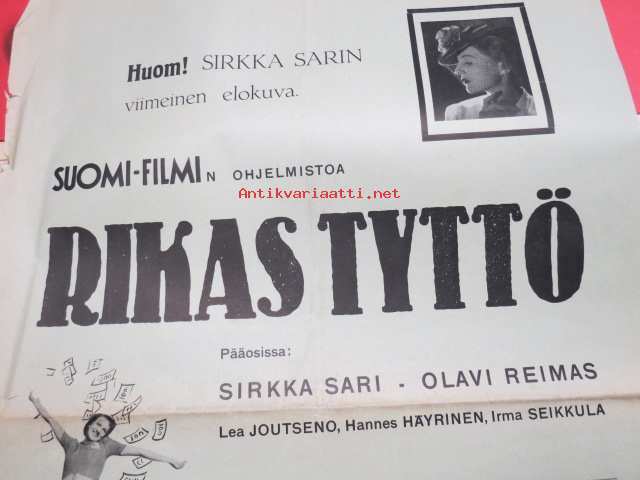 Huom! SIRKKA SARIN
viimeinen elokuva.
SUOMI-FILMIN OHJELMISTOA
Antikvariaatti.net
RIKAS TYTTÖ
Pääosissa:
SIRKKA SARI - OLAVI REIMAS
Lea JOUTSENO, Hannes HÄYRINEN, Irma SEIKKULA